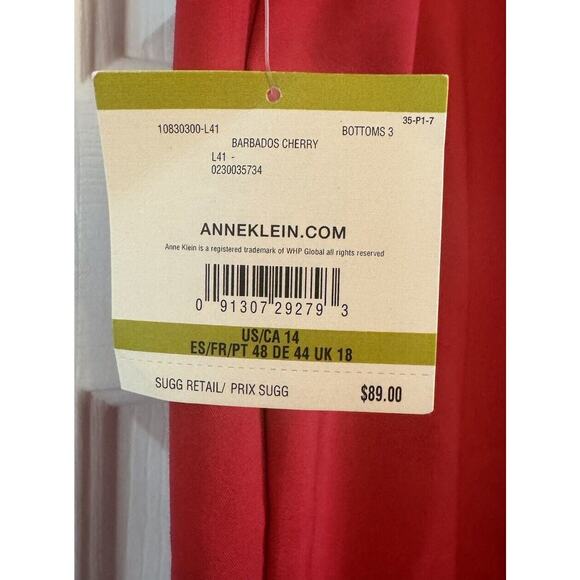 35-P1-7
10830300-L41 BOTTOMS 3
BARBADOS CHERRY
L41 -
0230035734
ANNEKLEIN.COM
Anne Klein is a registered trademark of WHP Global all rights reserved
0 91307 29279 3
US/CA 14
ES/FR/PT 48 DE 44 UK 18
SUGG RETAIL/ PRIX SUGG $89.00